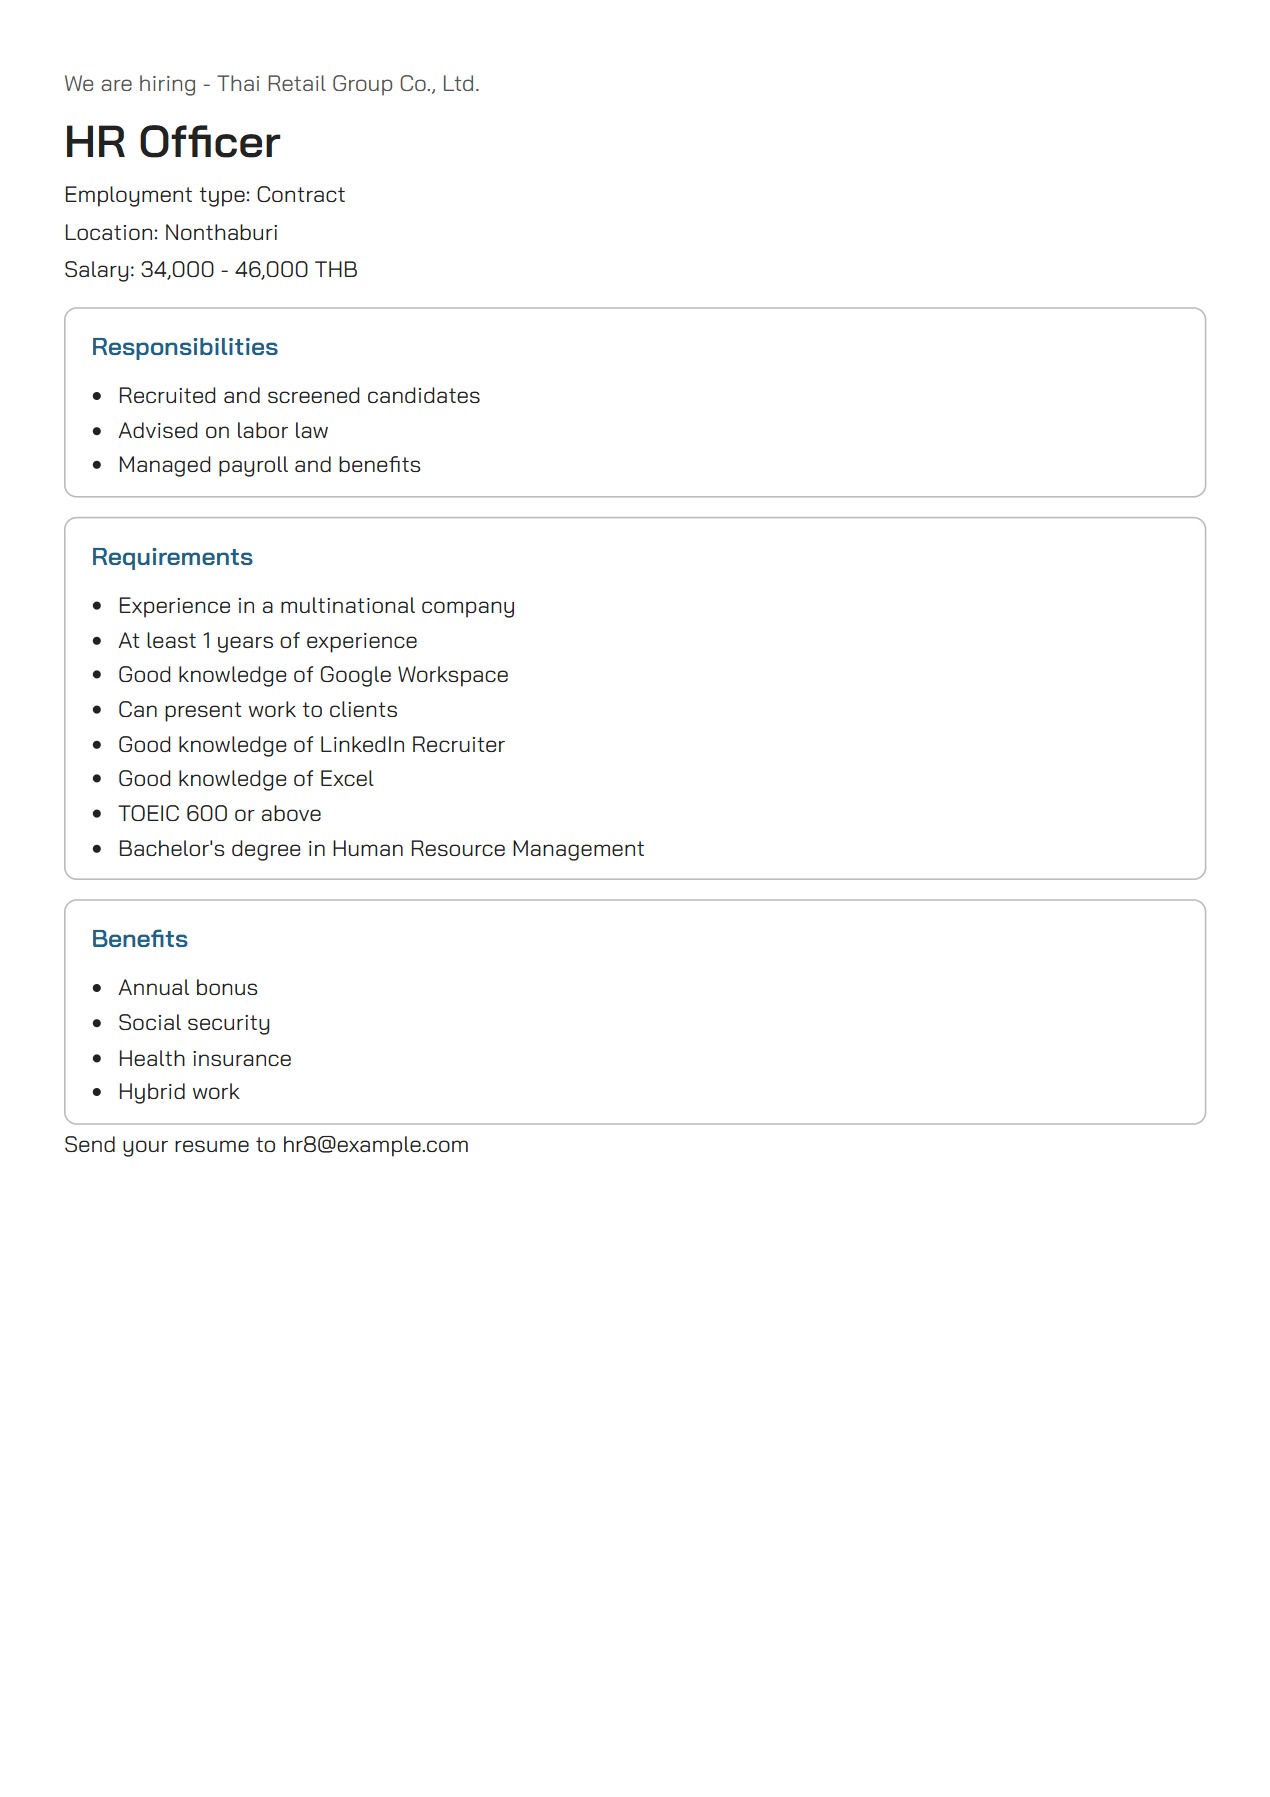 We are hiring - Thai Retail Group Co., Ltd.
HR Officer
Employment type: Contract
Location: Nonthaburi
Salary: 34,000 - 46,000 THB
Responsibilities
• Recruited and screened candidates
• Advised on labor law
• Managed payroll and benefits
Requirements
• Experience in a multinational company
• At least 1 years of experience
• Good knowledge of Google Workspace
• Can present work to clients
• Good knowledge of LinkedIn Recruiter
• Good knowledge of Excel
• TOEIC 600 or above
• Bachelor's degree in Human Resource Management
Benefits
• Annual bonus
• Social security
• Health insurance
• Hybrid work
Send your resume to hr8@example.com